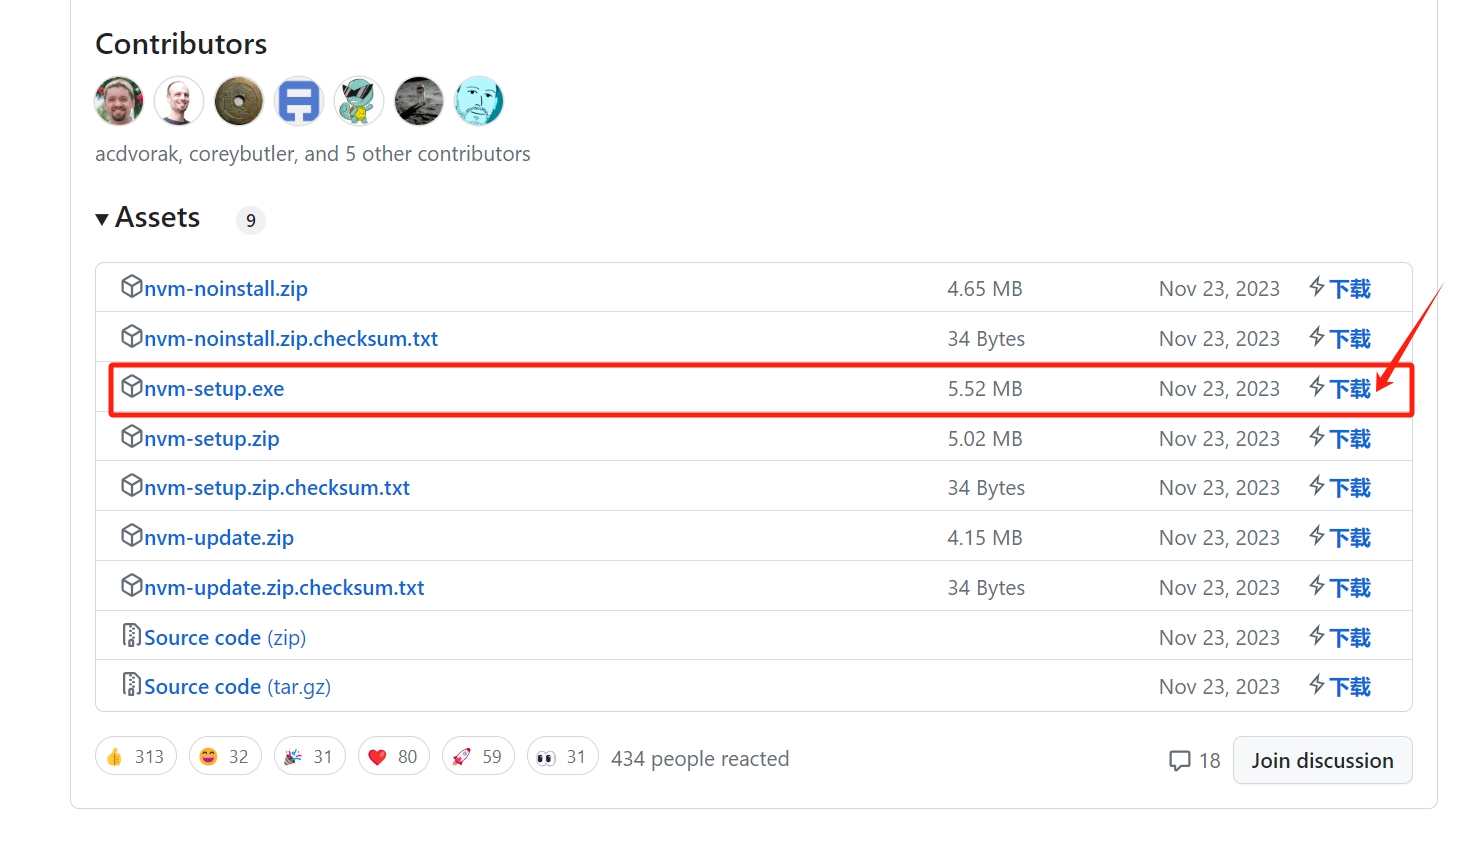 Contributors
acdvorak, coreybutler, and 5 other contributors
Assets 9
nvm-noinstall.zip 4.65 MB Nov 23, 2023 下载
nvm-noinstall.zip.checksum.txt 34 Bytes Nov 23, 2023 下载
nvm-setup.exe 5.52 MB Nov 23, 2023 下载
nvm-setup.zip 5.02 MB Nov 23, 2023 下载
nvm-setup.zip.checksum.txt 34 Bytes Nov 23, 2023 下载
nvm-update.zip 4.15 MB Nov 23, 2023 下载
nvm-update.zip.checksum.txt 34 Bytes Nov 23, 2023 下载
Source code (zip) Nov 23, 2023 下载
Source code (tar.gz) Nov 23, 2023 下载
313 32 31 80 59 31 434 people reacted 18 Join discussion